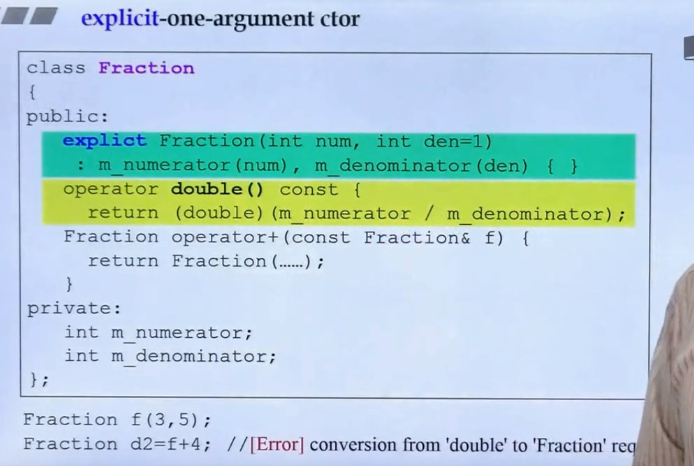 explicit-one-argument ctor
class Fraction
{
public:
explict Fraction(int num, int den=1)
: m_numerator(num), m_denominator(den) { }
operator double() const {
return (double)(m_numerator / m_denominator);
Fraction operator+(const Fraction& f) {
return Fraction(……);
}
private:
int m_numerator;
int m_denominator;
};
Fraction f(3,5);
Fraction d2=f+4; //[Error] conversion from 'double' to 'Fraction' req